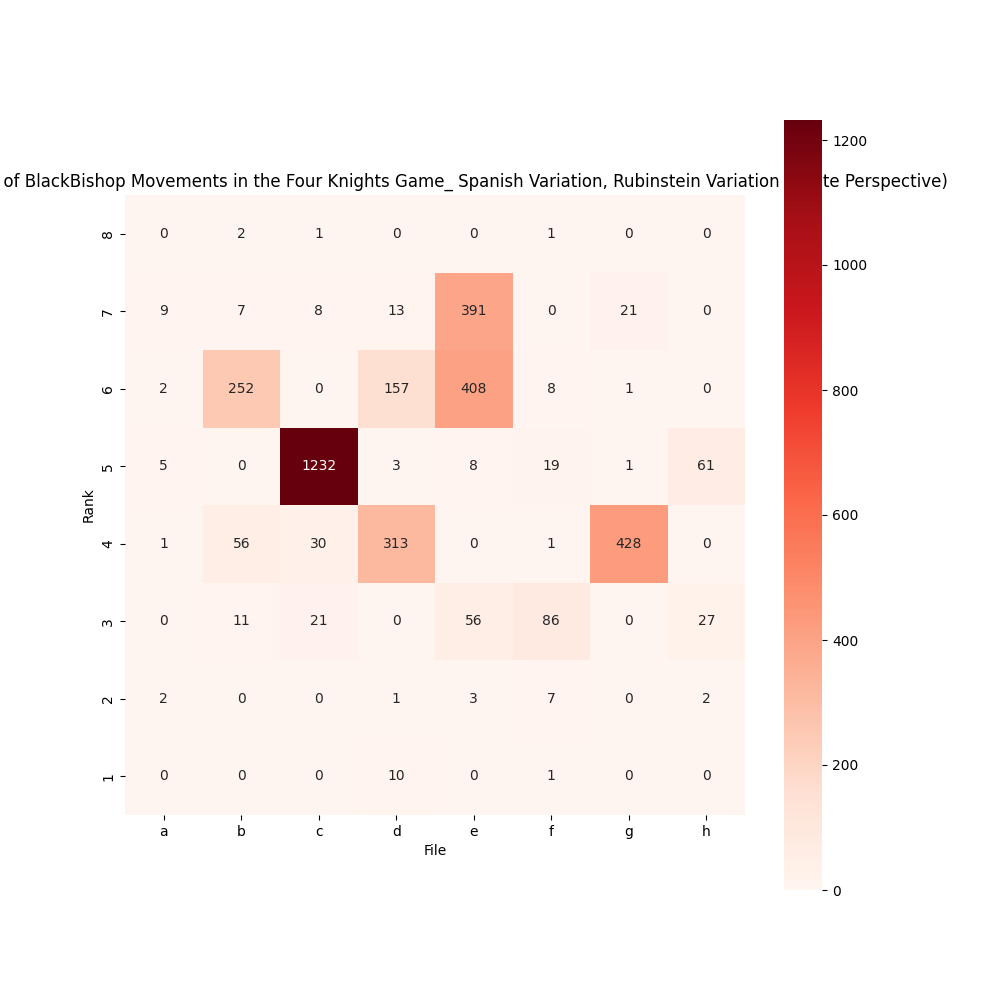 of BlackBishop Movements in the Four Knights Game_ Spanish Variation, Rubinstein Variation te Perspective)
1200
8 0 2 1 0 0 1 0 0
1000
7 9 7 8 13 391 0 21 0
800
6 2 252 0 157 408 8 1 0
5 5 0 1232 3 8 19 1 61
600
Rank
4 1 56 30 313 0 1 428 0
400
3 0 11 21 0 56 86 0 27
2 2 0 0 1 3 7 0 2
200
1 0 0 0 10 0 1 0 0
a b c d e f g h
File
0